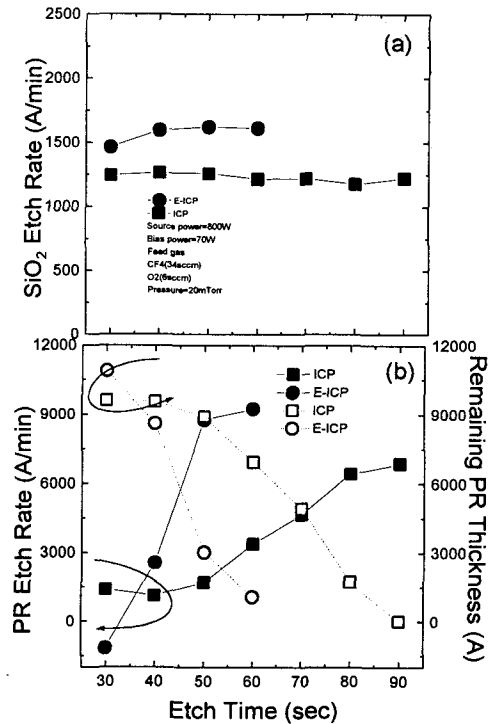 (a)
2500
2000
1500
1000
500
0
SiO2 Etch Rate (A/min)
E-ICP
ICP
Source power=800W
Bias power=70W
Feed gas
CF4(34sccm)
O2(6sccm)
Pressure=20mTorr
(b)
12000
9000
6000
3000
0
PR Etch Rate (A/min)
ICP
E-ICP
ICP
E-ICP
12000
9000
6000
3000
0
Remaining PR Thickness (A)
30 40 50 60 70 80 90
Etch Time (sec)